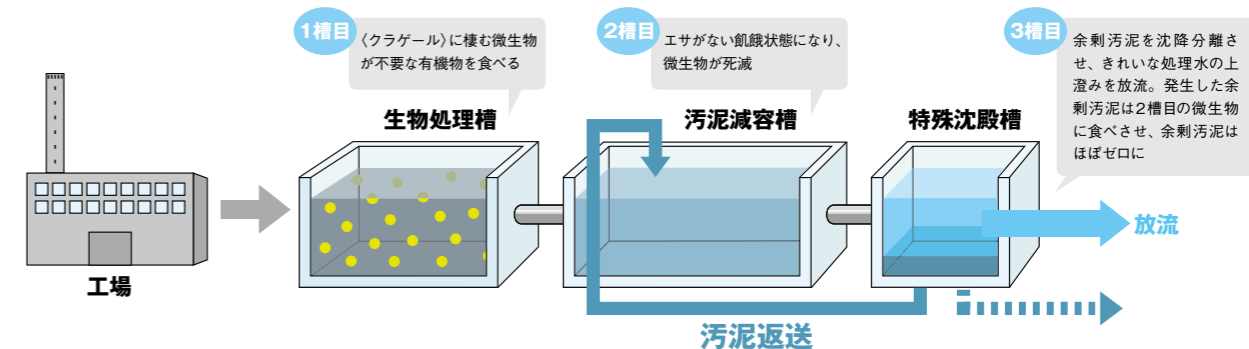 1槽目
〈クラゲール〉に棲む微生物
が不要な有機物を食べる
2槽目
エサがない飢餓状態になり、
微生物が死滅
3槽目
余剰汚泥を沈降分離さ
せ、きれいな処理水の上
澄みを放流。発生した余
剰汚泥は2槽目の微生物
に食べさせ、余剰汚泥は
ほぼゼロに
生物処理槽
汚泥減容槽
特殊沈殿槽
放流
工場
汚泥返送